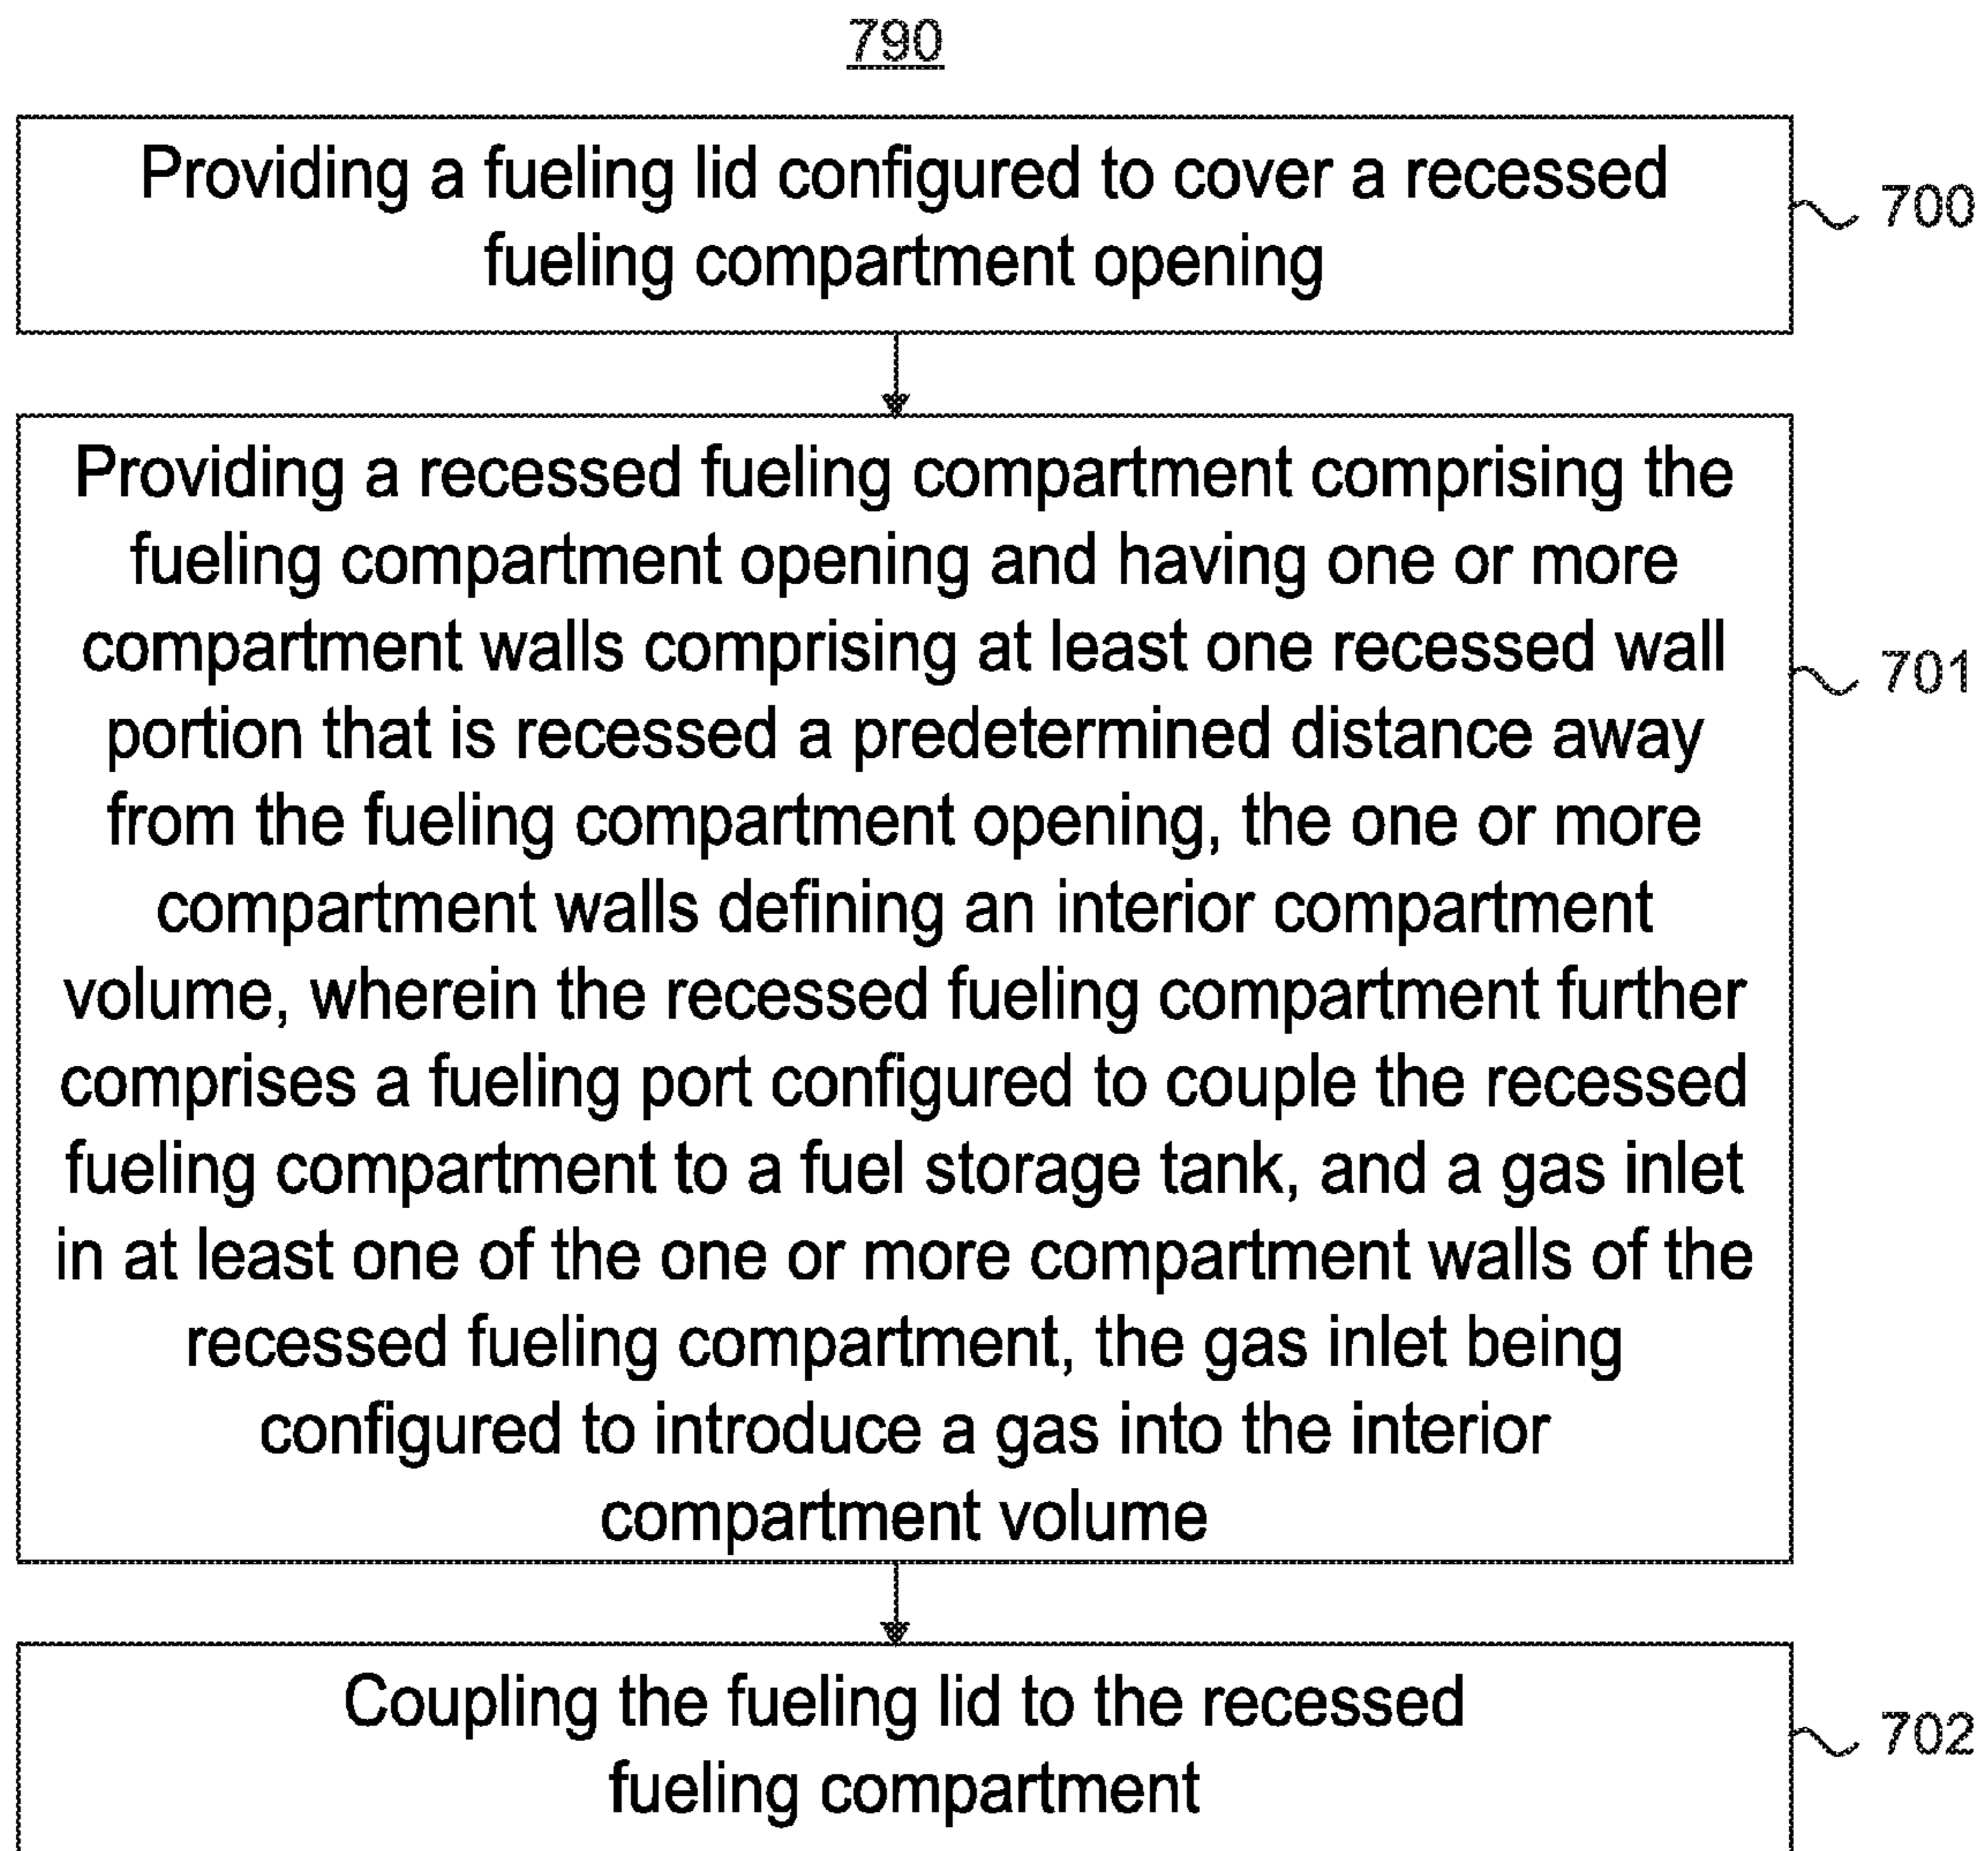 790
Providing a fueling lid configured to cover a recessed
fueling compartment opening
700
Providing a recessed fueling compartment comprising the
fueling compartment opening and having one or more
compartment walls comprising at least one recessed wall
portion that is recessed a predetermined distance away
from the fueling compartment opening, the one or more
compartment walls defining an interior compartment
volume, wherein the recessed fueling compartment further
comprises a fueling port configured to couple the recessed
fueling compartment to a fuel storage tank, and a gas inlet
in at least one of the one or more compartment walls of the
recessed fueling compartment, the gas inlet being
configured to introduce a gas into the interior
compartment volume
701
Coupling the fueling lid to the recessed
fueling compartment
702